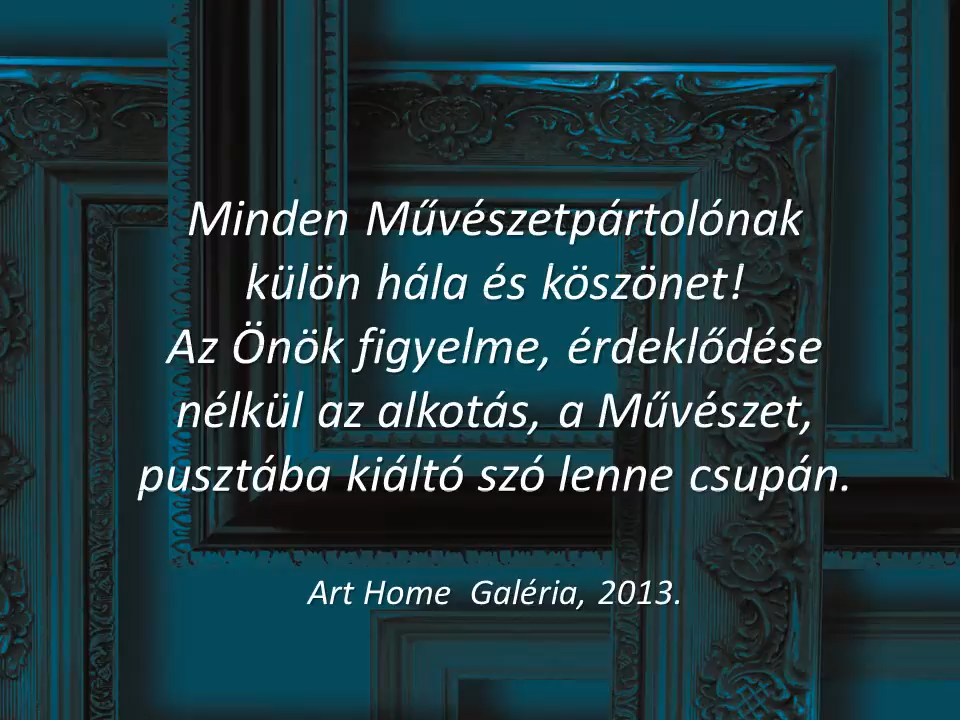 Minden Művészetpártolónak
külön hála és köszönet!
Az Önök figyelme, érdeklődése
nélkül az alkotás, a Művészet,
pusztába kiáltó szó lenne csupán.
Art Home  Galéria, 2013.